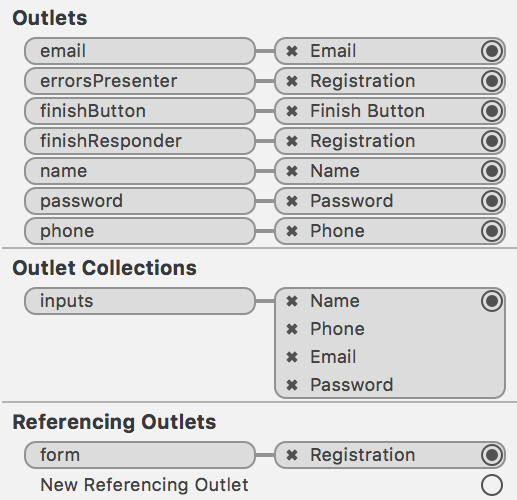 Outlets
email ✖ Email
errorsPresenter ✖ Registration
finishButton ✖ Finish Button
finishResponder ✖ Registration
name ✖ Name
password ✖ Password
phone ✖ Phone
Outlet Collections
inputs ✖ Name
✖ Phone
✖ Email
✖ Password
Referencing Outlets
form ✖ Registration
New Referencing Outlet